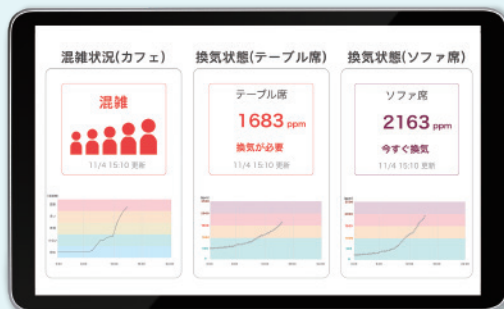 混雑状況(カフェ)
混雑
11/4 15:10 更新
換気状態(テーブル席)
テーブル席
1683 ppm
換気が必要
11/4 15:10 更新
換気状態(ソファ席)
ソファ席
2163 ppm
今すぐ換気
11/4 15:10 更新